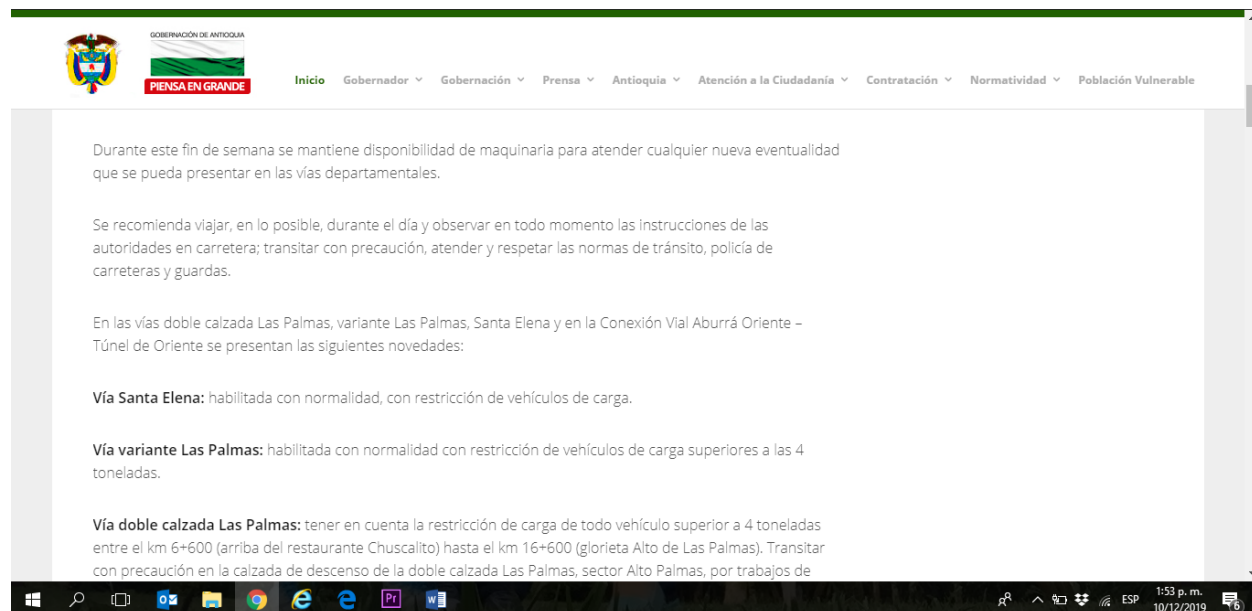 GOBERNACIÓN DE ANTIOQUIA
PIENSA EN GRANDE
Inicio Gobernador Gobernación Prensa Antioquia Atención a la Ciudadanía Contratación Normatividad Población Vulnerable
Durante este fin de semana se mantiene disponibilidad de maquinaria para atender cualquier nueva eventualidad
que se pueda presentar en las vías departamentales.
Se recomienda viajar, en lo posible, durante el día y observar en todo momento las instrucciones de las
autoridades en carretera; transitar con precaución, atender y respetar las normas de tránsito, policía de
carreteras y guardas.
En las vías doble calzada Las Palmas, variante Las Palmas, Santa Elena y en la Conexión Vial Aburrá Oriente –
Túnel de Oriente se presentan las siguientes novedades:
Vía Santa Elena: habilitada con normalidad, con restricción de vehículos de carga.
Vía variante Las Palmas: habilitada con normalidad con restricción de vehículos de carga superiores a las 4
toneladas.
Vía doble calzada Las Palmas: tener en cuenta la restricción de carga de todo vehículo superior a 4 toneladas
entre el km 6+600 (arriba del restaurante Chuscalito) hasta el km 16+600 (glorieta Alto de Las Palmas). Transitar
con precaución en la calzada de descenso de la doble calzada Las Palmas, sector Alto Palmas, por trabajos de
Pr
ESP
1:53 p. m.
10/12/2019
6